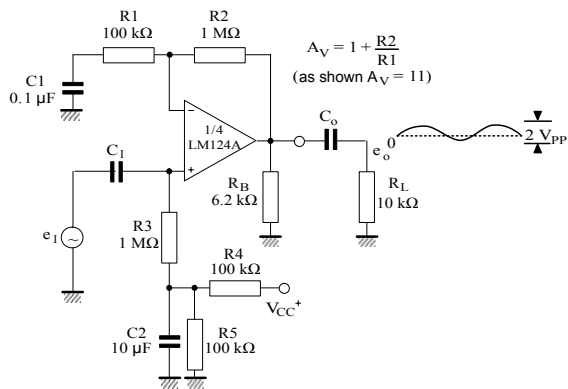 R1
100 kΩ
R2
1 MΩ
A_V = 1 + R2/R1
(as shown A_V = 11)
C1
0.1 µF
1/4
LM124A
C_O
e_o
0
2 V_PP
C_I
R_B
6.2 kΩ
R_L
10 kΩ
e_I
~
R3
1 MΩ
R4
100 kΩ
V_CC+
C2
10 µF
R5
100 kΩ